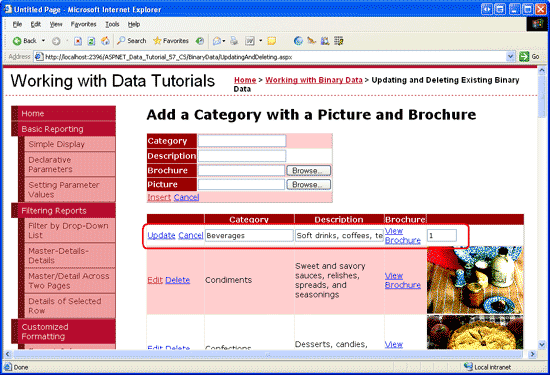 Untitled Page - Microsoft Internet Explorer
File Edit View Favorites Tools Help
Back Search Favorites
Address http://localhost:2396/ASPNET_Data_Tutorial_57_CS/BinaryData/UpdatingAndDeleting.aspx Go
Working with Data Tutorials
Home > Working with Binary Data > Updating and Deleting Existing Binary
Data
Home
Basic Reporting
Simple Display
Declarative
Parameters
Setting Parameter
Values
Filtering Reports
Filter by Drop-Down
List
Master-Details-
Details
Master/Detail Across
Two Pages
Details of Selected
Row
Customized
Formatting
Add a Category with a Picture and Brochure
Category
Description
Brochure Browse...
Picture Browse...
Insert Cancel
Category Description Brochure
Update Cancel Beverages Soft drinks, coffees, te View
Brochure 1
Edit Delete Condiments Sweet and savory
sauces, relishes,
spreads, and
seasonings View
Brochure
Edit Delete Confections Desserts, candies, View
Done Local intranet